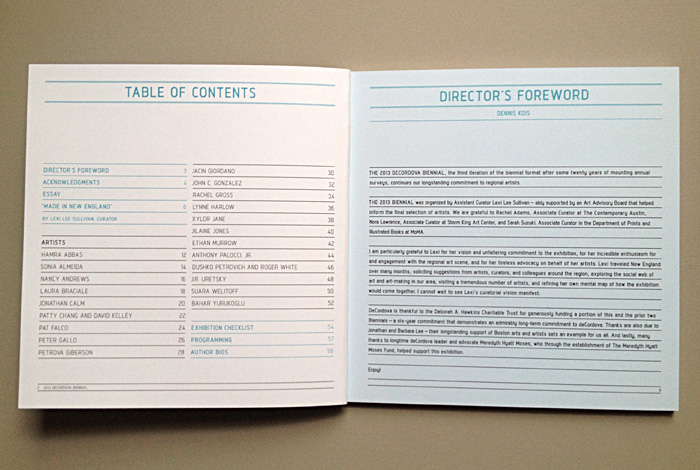 TABLE OF CONTENTS
DIRECTOR'S FOREWORD 3
ACKNOWLEDGMENTS 4
ESSAY
'MADE IN NEW ENGLAND' 6
BY LEXI LEE SULLIVAN, CURATOR
ARTISTS
HAMRA ABBAS 12
SONIA ALMEIDA 14
NANCY ANDREWS 16
LAURA BRACIALE 18
JONATHAN CALM 20
PATTY CHANG AND DAVID KELLEY 22
PAT FALCO 24
PETER GALLO 26
PETROVA GIBERSON 28
JACIN GIORDANO 30
JOHN C. GONZALEZ 32
RACHEL GROSS 34
LYNNE HARLOW 36
XYLOR JANE 38
JILAINE JONES 40
ETHAN MURROW 42
ANTHONY PALOCCI, JR. 44
DUSHKO PETROVICH AND ROGER WHITE 46
JR URETSKY 48
SUARA WELITOFF 50
BAHAR YURUKOGLU 52
EXHIBITION CHECKLIST 54
PROGRAMMING 57
AUTHOR BIOS 58
2 2013 DECORDOVA BIENNIAL
DIRECTOR'S FOREWORD
DENNIS KOIS
THE 2013 DECORDOVA BIENNIAL, the third iteration of the biennial format after some twenty years of mounting annual
surveys, continues our longstanding commitment to regional artists.
THE 2013 BIENNIAL was organized by Assistant Curator Lexi Lee Sullivan – ably supported by an Art Advisory Board that helped
inform the final selection of artists. We are grateful to Rachel Adams, Associate Curator at The Contemporary Austin,
Nora Lawrence, Associate Curator at Storm King Art Center, and Sarah Suzuki, Associate Curator in the Department of Prints and
Illustrated Books at MoMA.
I am particularly grateful to Lexi for her vision and unflittering commitment to the exhibition, for her incredible enthusiasm for
and engagement with the regional art scene, and for her tireless advocacy on behalf of her artists. Lexi traveled New England
over many months, soliciting suggestions from artists, curators, and colleagues around the region, exploring the social web of
art and art-making in our area, visiting a tremendous number of artists, and refining her own mental map of how the exhibition
would come together. I cannot wait to see Lexi's curatorial vision manifest.
DeCordova is thankful to the Deborah A. Hawkins Charitable Trust for generously funding a portion of this and the prior two
Biennials – a six-year commitment that demonstrates an admirably long-term commitment to deCordova. Thanks are also due to
Jonathan and Barbara Lee – their longstanding support of Boston arts and artists sets an example for us all. And lastly, many
thanks to longtime deCordova leader and advocate Meredyth Hyatt Moses, who through the establishment of The Meredyth Hyatt
Moses Fund, helped support this exhibition.
Enjoy!